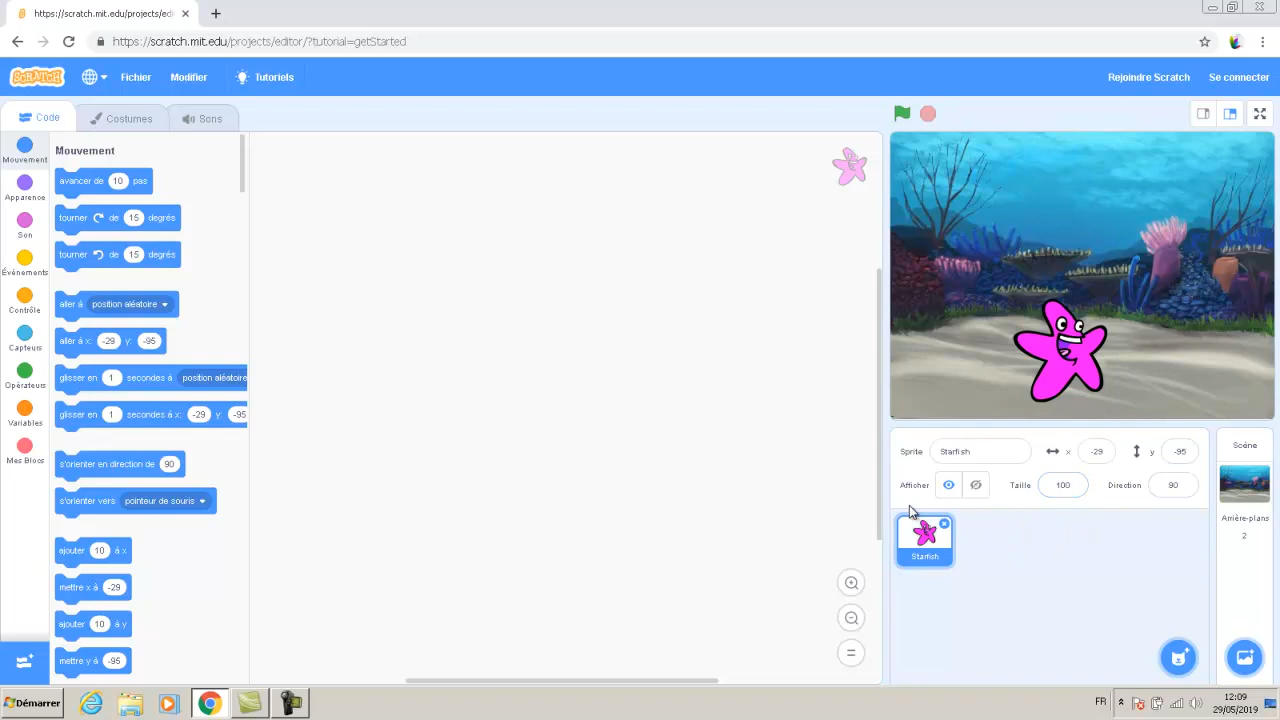 https://scratch.mit.edu/projects/edi
https://scratch.mit.edu/projects/editor/?tutorial=getStarted
SCRATCH Fichier Modifier Tutoriels Rejoindre Scratch Se connecter
Code Costumes Sons
Mouvement
Apparence
Son
Événements
Contrôle
Capteurs
Opérateurs
Variables
Mes Blocs
Mouvement
avancer de 10 pas
tourner de 15 degrés
tourner de 15 degrés
aller à position aléatoire
aller à x: -29 y: -95
glisser en 1 secondes à position aléatoire
glisser en 1 secondes à x: -29 y: -95
s'orienter en direction de 90
s'orienter vers pointeur de souris
ajouter 10 à x
mettre x à -29
ajouter 10 à y
mettre y à -95
Sprite Starfish x -29 y -95
Afficher Taille 100 Direction 90
Starfish
Scène
Arrière-plans
2
Démarrer
FR
12:09
29/05/2019